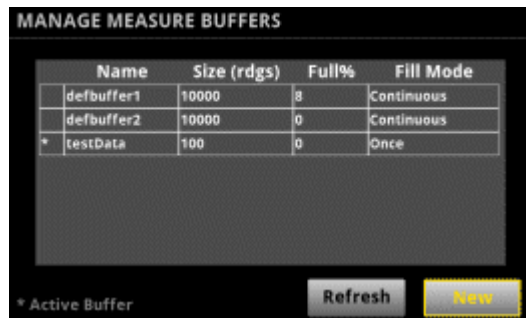 MANAGE MEASURE BUFFERS
Name Size (rdgs) Full% Fill Mode
defbuffer1 10000 8 Continuous
defbuffer2 10000 0 Continuous
* testData 100 0 Once
Refresh New
* Active Buffer